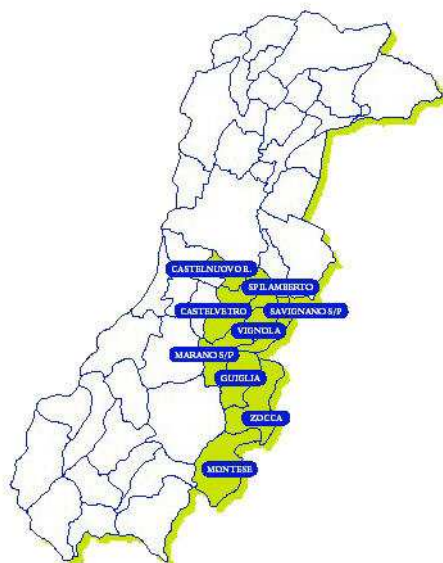 CASTELNUOVO R.
SPILAMBERTO
CASTELVETRO
SAVIGNANO S/P
VIGNOLA
MARANO S/P
GUIGLIA
ZOCCA
MONTESE